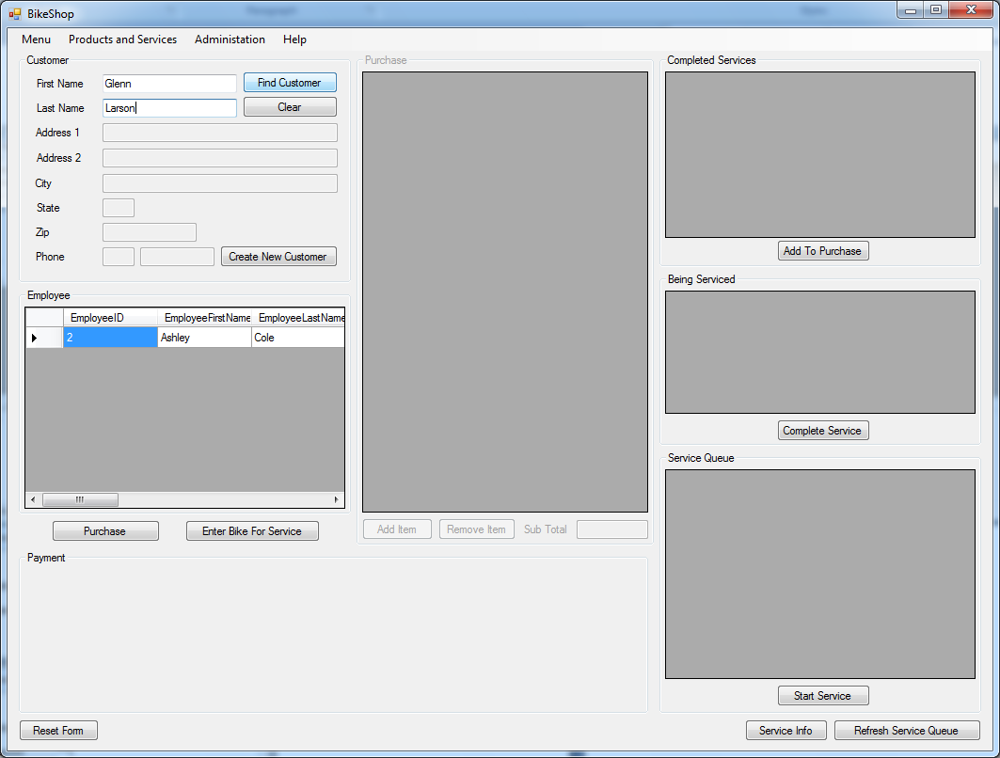 BikeShop
Menu Products and Services Administation Help
Customer
First Name Glenn Find Customer
Last Name Larson Clear
Address 1
Address 2
City
State
Zip
Phone Create New Customer
Employee
EmployeeID EmployeeFirstName EmployeeLastName
2 Ashley Cole
Purchase Enter Bike For Service
Purchase
Add Item Remove Item Sub Total
Payment
Completed Services
Add To Purchase
Being Serviced
Complete Service
Service Queue
Start Service
Reset Form Service Info Refresh Service Queue